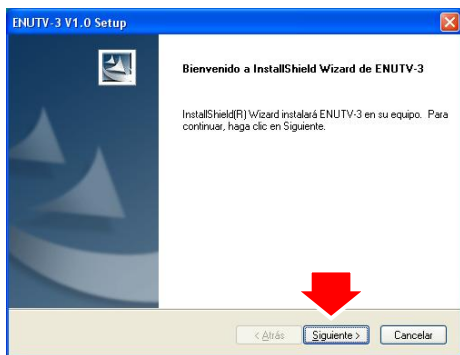 ENUTV-3 V1.0 Setup
Bienvenido a InstallShield Wizard de ENUTV-3
InstallShield(R) Wizard instalará ENUTV-3 en su equipo. Para
continuar, haga clic en Siguiente.
< Atrás Siguiente > Cancelar